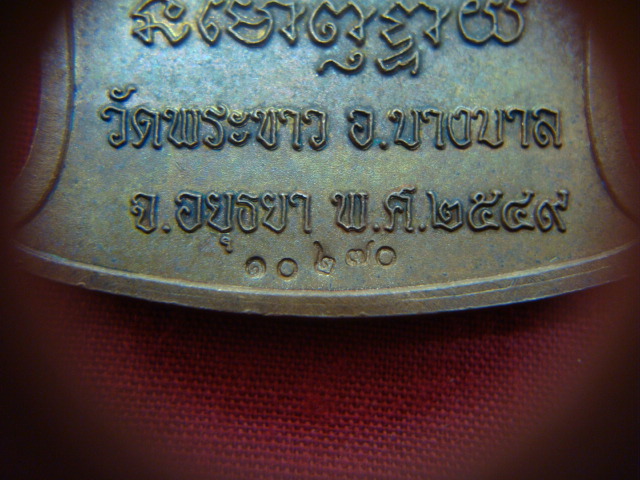 วัดพระขาว อ.บางบาล
จ.อยุธยา พ.ศ.๒๕๔๙
๑๐๒๗๐